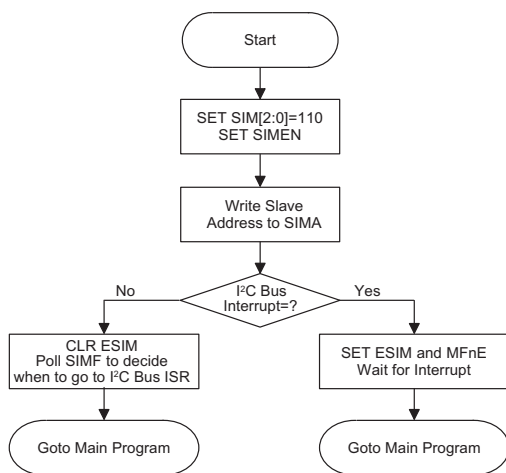 Start
SET SIM[2:0]=110
SET SIMEN
Write Slave
Address to SIMA
I²C Bus
Interrupt=?
No
Yes
CLR ESIM
Poll SIMF to decide
when to go to I²C Bus ISR
SET ESIM and MFnE
Wait for Interrupt
Goto Main Program
Goto Main Program